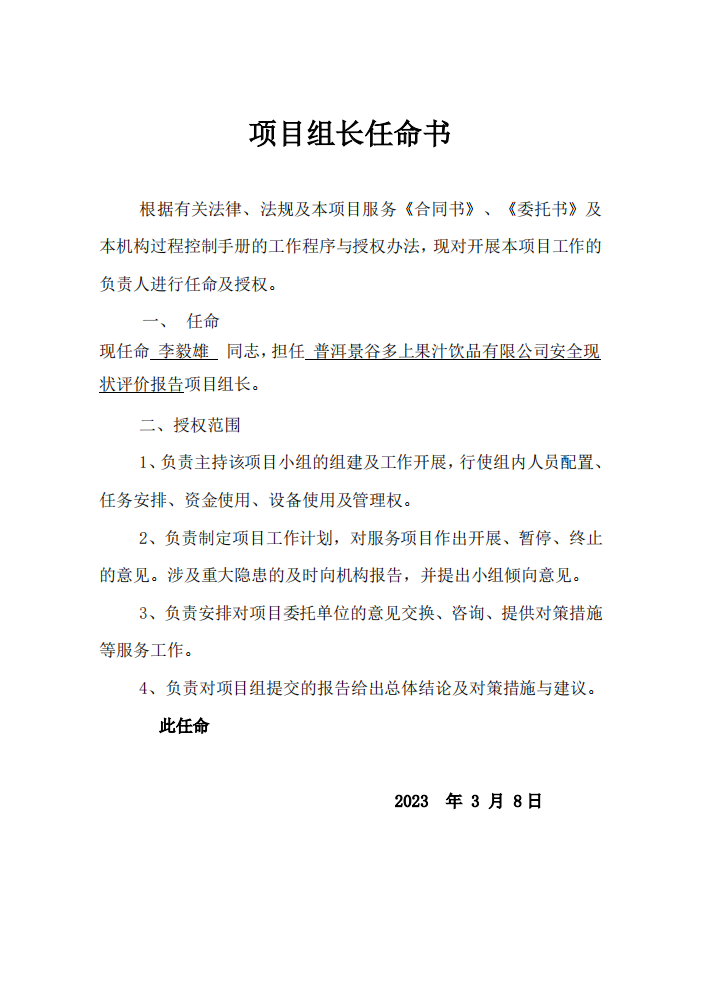 项目组长任命书
根据有关法律、法规及本项目服务《合同书》、《委托书》及
本机构过程控制手册的工作程序与授权办法，现对开展本项目工作的
负责人进行任命及授权。
一、 任命
现任命 李毅雄  同志，担任 普洱景谷多上果汁饮品有限公司安全现
状评价报告项目组长。
二、授权范围
1、负责主持该项目小组的组建及工作开展，行使组内人员配置、
任务安排、资金使用、设备使用及管理权。
2、负责制定项目工作计划，对服务项目作出开展、暂停、终止
的意见。涉及重大隐患的及时向机构报告，并提出小组倾向意见。
3、负责安排对项目委托单位的意见交换、咨询、提供对策措施
等服务工作。
4、负责对项目组提交的报告给出总体结论及对策措施与建议。
此任命
2023  年 3 月 8日